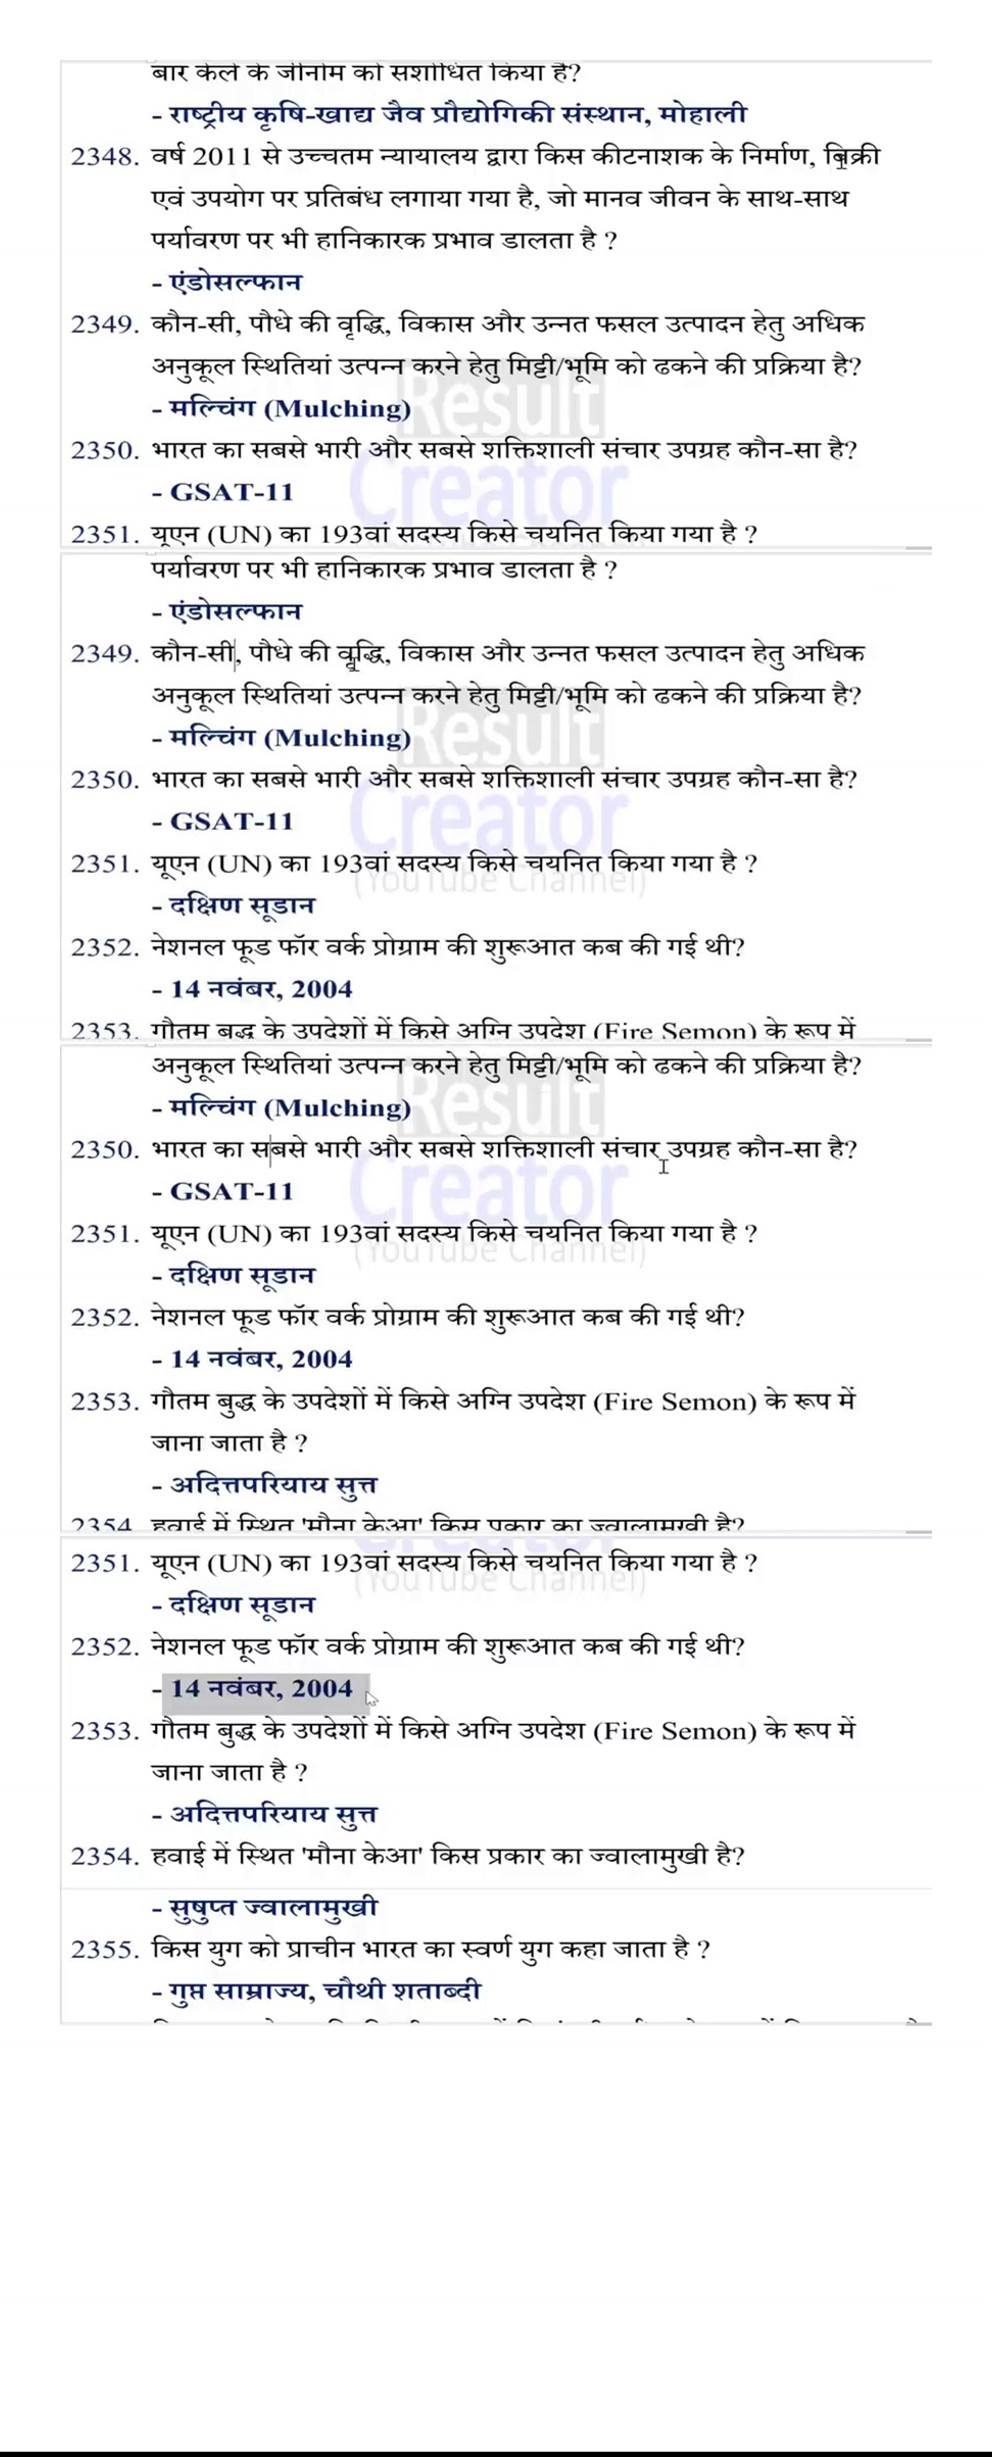 बार केले के जीनोम को संशोधित किया है?
- राष्ट्रीय कृषि-खाद्य जैव प्रौद्योगिकी संस्थान, मोहाली
2348. वर्ष 2011 से उच्चतम न्यायालय द्वारा किस कीटनाशक के निर्माण, बिक्री
एवं उपयोग पर प्रतिबंध लगाया गया है, जो मानव जीवन के साथ-साथ
पर्यावरण पर भी हानिकारक प्रभाव डालता है ?
- एंडोसल्फान
2349. कौन-सी, पौधे की वृद्धि, विकास और उन्नत फसल उत्पादन हेतु अधिक
अनुकूल स्थितियां उत्पन्न करने हेतु मिट्टी/भूमि को ढकने की प्रक्रिया है?
- मल्चिंग (Mulching)
2350. भारत का सबसे भारी और सबसे शक्तिशाली संचार उपग्रह कौन-सा है?
- GSAT-11
2351. यूएन (UN) का 193वां सदस्य किसे चयनित किया गया है ?
पर्यावरण पर भी हानिकारक प्रभाव डालता है ?
- एंडोसल्फान
2349. कौन-सी, पौधे की वृद्धि, विकास और उन्नत फसल उत्पादन हेतु अधिक
अनुकूल स्थितियां उत्पन्न करने हेतु मिट्टी/भूमि को ढकने की प्रक्रिया है?
- मल्चिंग (Mulching)
2350. भारत का सबसे भारी और सबसे शक्तिशाली संचार उपग्रह कौन-सा है?
- GSAT-11
2351. यूएन (UN) का 193वां सदस्य किसे चयनित किया गया है ?
- दक्षिण सूडान
2352. नेशनल फूड फॉर वर्क प्रोग्राम की शुरूआत कब की गई थी?
- 14 नवंबर, 2004
2353. गौतम बुद्ध के उपदेशों में किसे अग्नि उपदेश (Fire Semon) के रूप में
अनुकूल स्थितियां उत्पन्न करने हेतु मिट्टी/भूमि को ढकने की प्रक्रिया है?
- मल्चिंग (Mulching)
2350. भारत का सबसे भारी और सबसे शक्तिशाली संचार उपग्रह कौन-सा है?
- GSAT-11
2351. यूएन (UN) का 193वां सदस्य किसे चयनित किया गया है ?
- दक्षिण सूडान
2352. नेशनल फूड फॉर वर्क प्रोग्राम की शुरूआत कब की गई थी?
- 14 नवंबर, 2004
2353. गौतम बुद्ध के उपदेशों में किसे अग्नि उपदेश (Fire Semon) के रूप में
जाना जाता है ?
- अदित्तपरियाय सुत्त
2354. हवाई में स्थित 'मौना केआ' किस प्रकार का ज्वालामुखी है?
2351. यूएन (UN) का 193वां सदस्य किसे चयनित किया गया है ?
- दक्षिण सूडान
2352. नेशनल फूड फॉर वर्क प्रोग्राम की शुरूआत कब की गई थी?
- 14 नवंबर, 2004
2353. गौतम बुद्ध के उपदेशों में किसे अग्नि उपदेश (Fire Semon) के रूप में
जाना जाता है ?
- अदित्तपरियाय सुत्त
2354. हवाई में स्थित 'मौना केआ' किस प्रकार का ज्वालामुखी है?
- सुषुप्त ज्वालामुखी
2355. किस युग को प्राचीन भारत का स्वर्ण युग कहा जाता है ?
- गुप्त साम्राज्य, चौथी शताब्दी